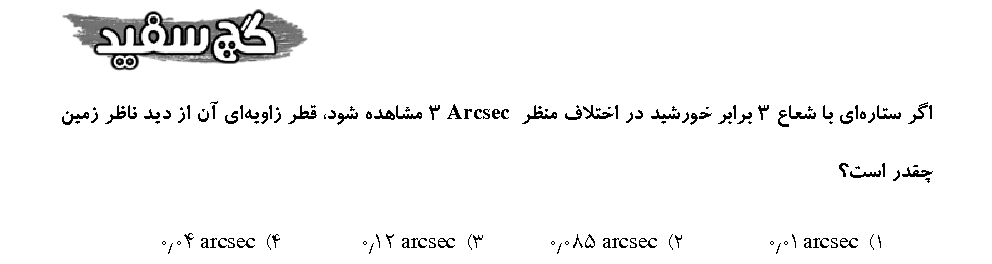 گچ سفید
اگر ستاره‌ای با شعاع ۳ برابر خورشید در اختلاف منظر Arcsec ۳ مشاهده شود، قطر زاویه‌ای آن از دید ناظر زمین
چقدر است؟
۱) ۰٫۰۱ arcsec ۲) ۰٫۰۸۵ arcsec ۳) ۰٫۱۲ arcsec ۴) ۰٫۰۴ arcsec